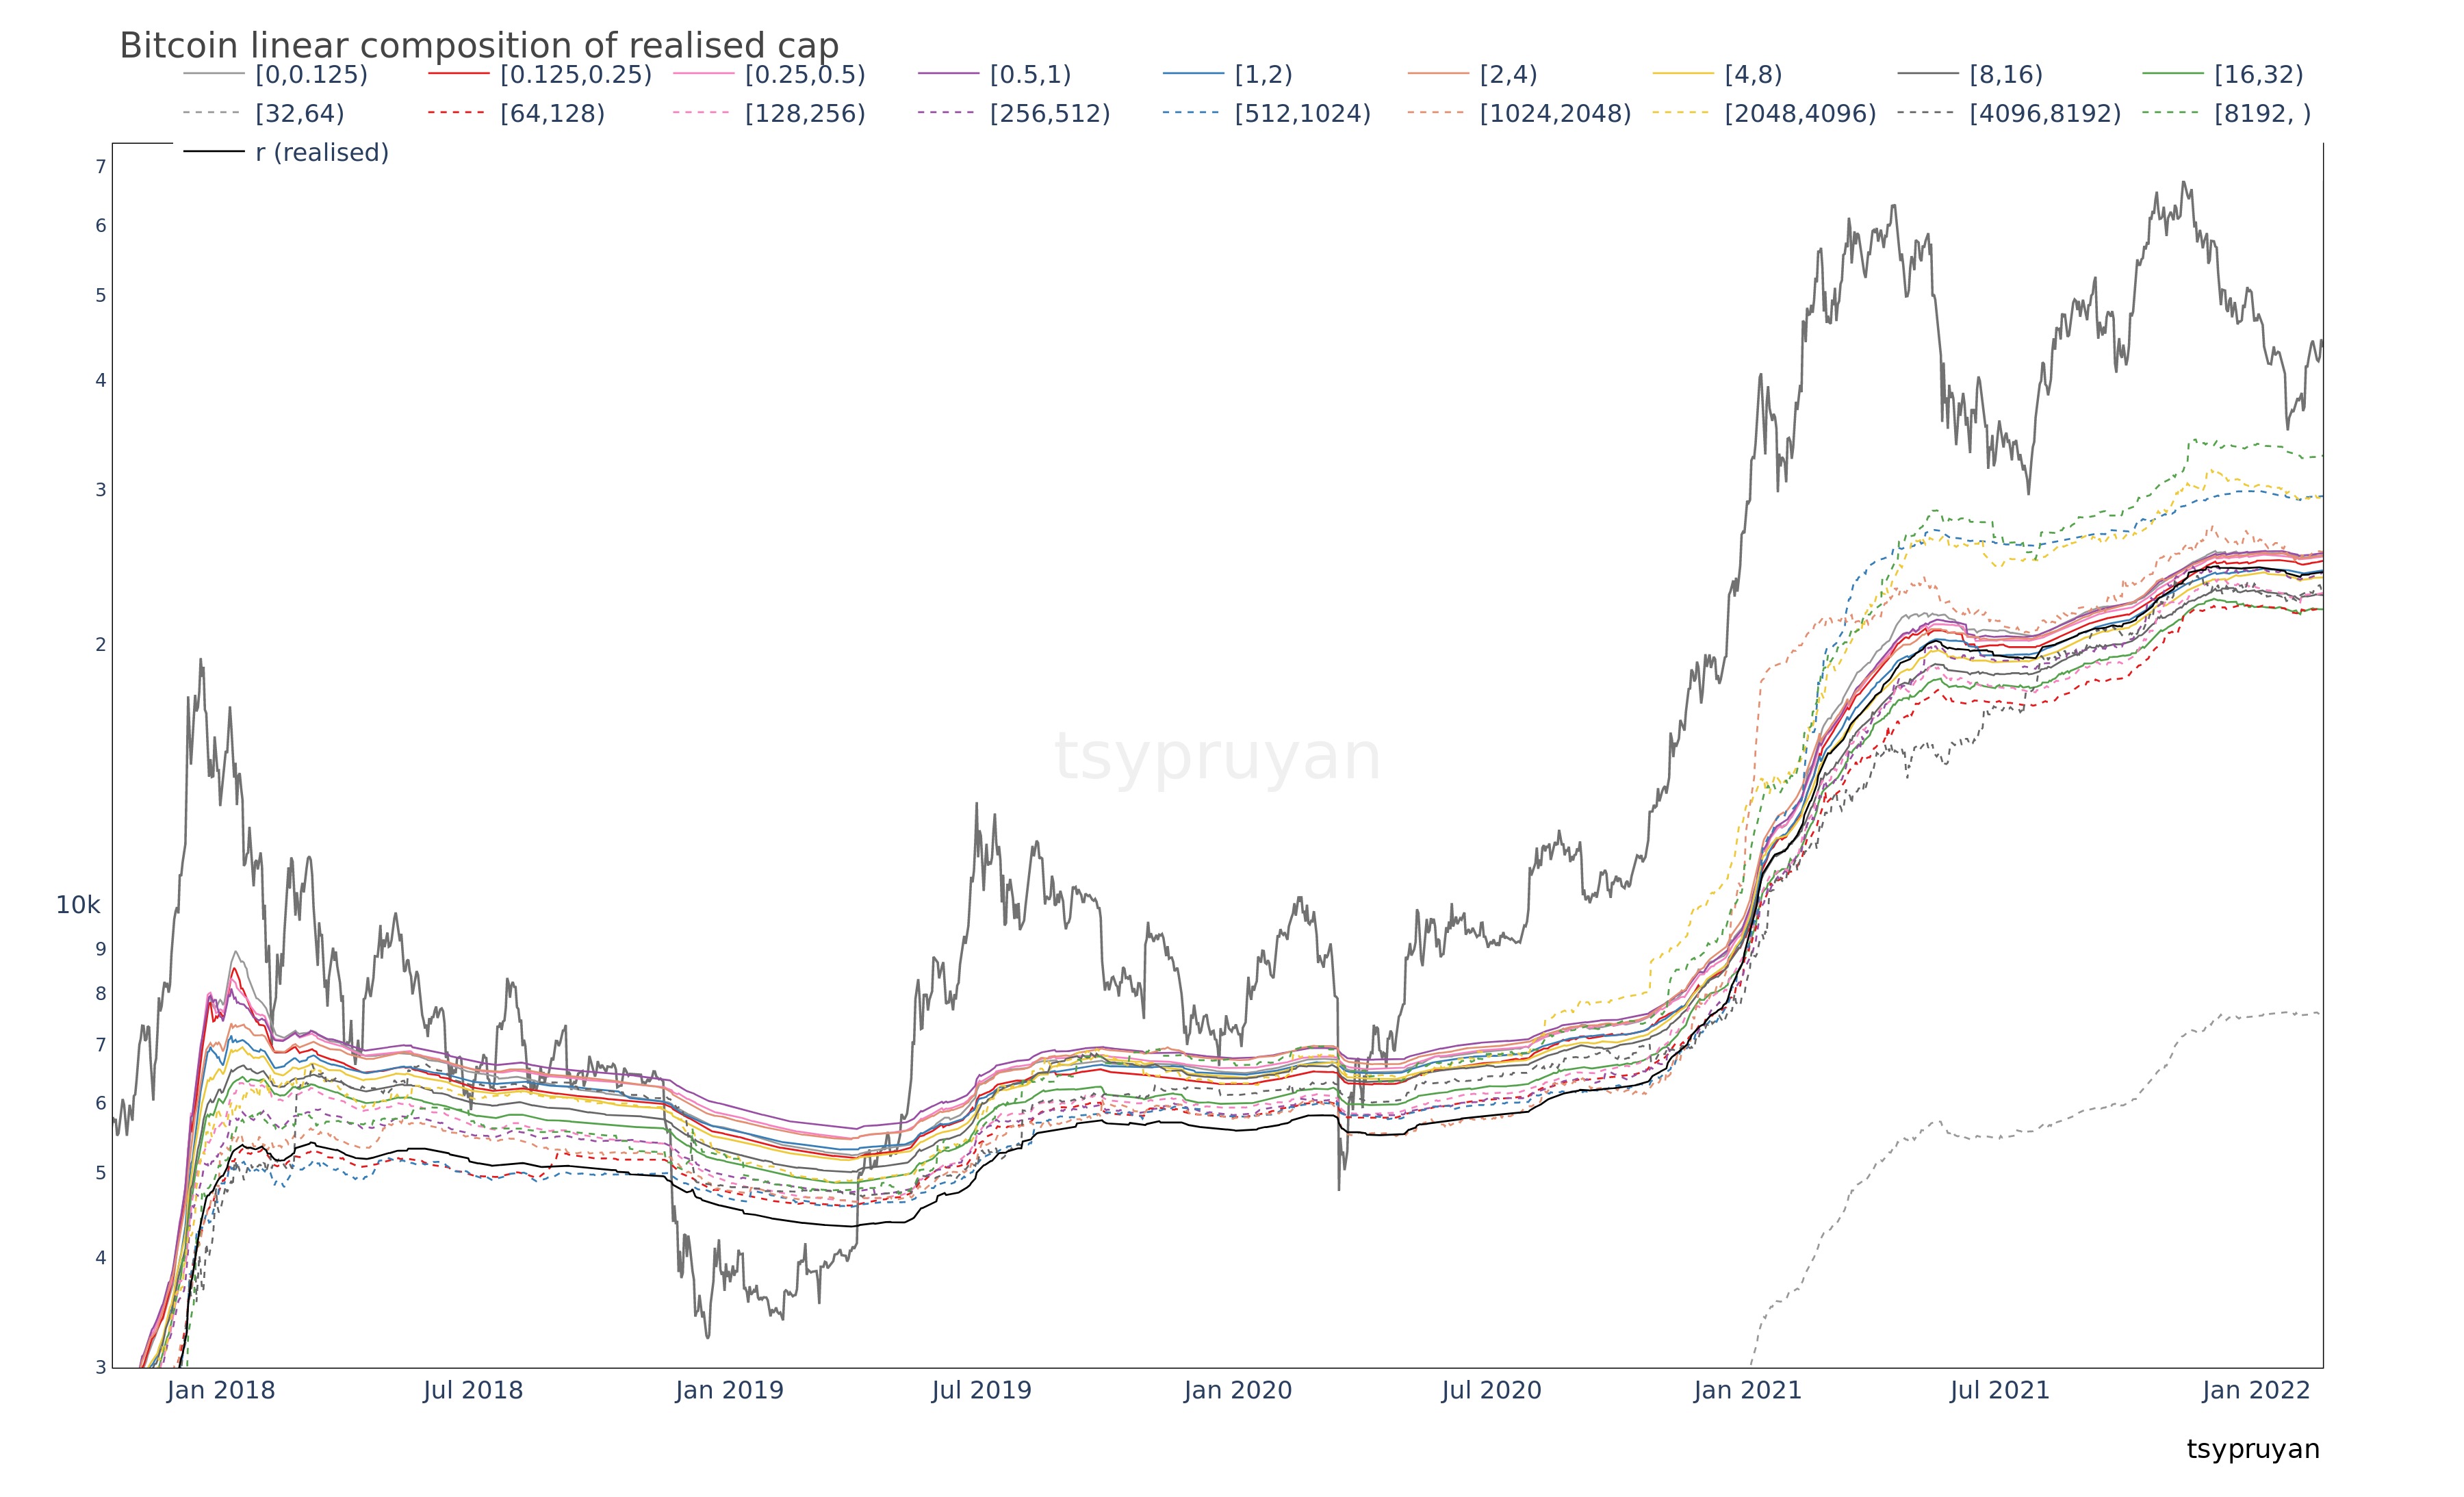 Bitcoin linear composition of realised cap
[0,0.125) [0.125,0.25) [0.25,0.5) [0.5,1) [1,2) [2,4) [4,8) [8,16) [16,32)
[32,64) [64,128) [128,256) [256,512) [512,1024) [1024,2048) [2048,4096) [4096,8192) [8192, )
r (realised)
7
6
5
4
3
2
tsypruyan
10k
9
8
7
6
5
4
3
Jan 2018 Jul 2018 Jan 2019 Jul 2019 Jan 2020 Jul 2020 Jan 2021 Jul 2021 Jan 2022
tsypruyan